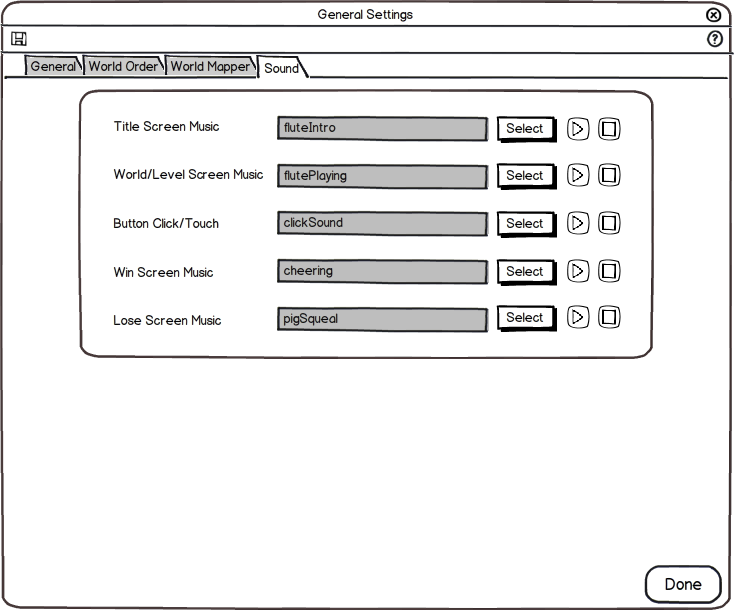 General Settings
General World Order World Mapper Sound
Title Screen Music fluteIntro Select
World/Level Screen Music flutePlaying Select
Button Click/Touch clickSound Select
Win Screen Music cheering Select
Lose Screen Music pigSqueal Select
Done